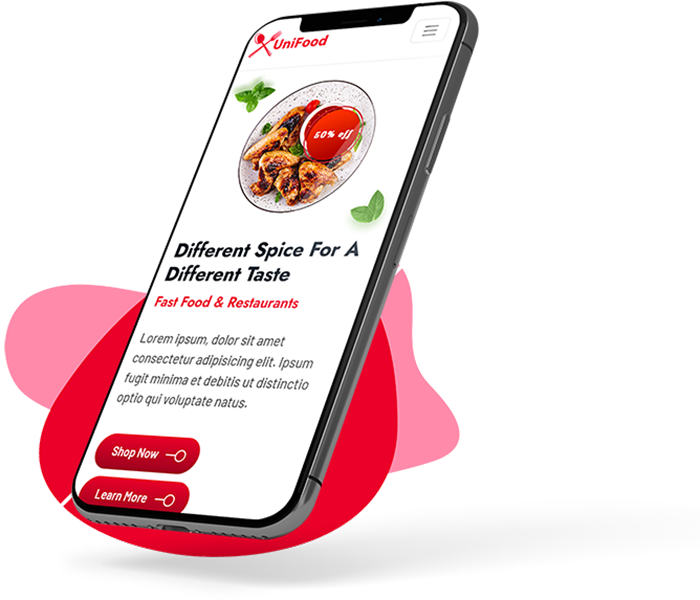 UniFood
50% off
Different Spice For A
Different Taste
Fast Food & Restaurants
Lorem ipsum, dolor sit amet
consectetur adipisicing elit. Ipsum
fugit minima et debitis ut distinctio
optio qui voluptate natus.
Shop Now
Learn More